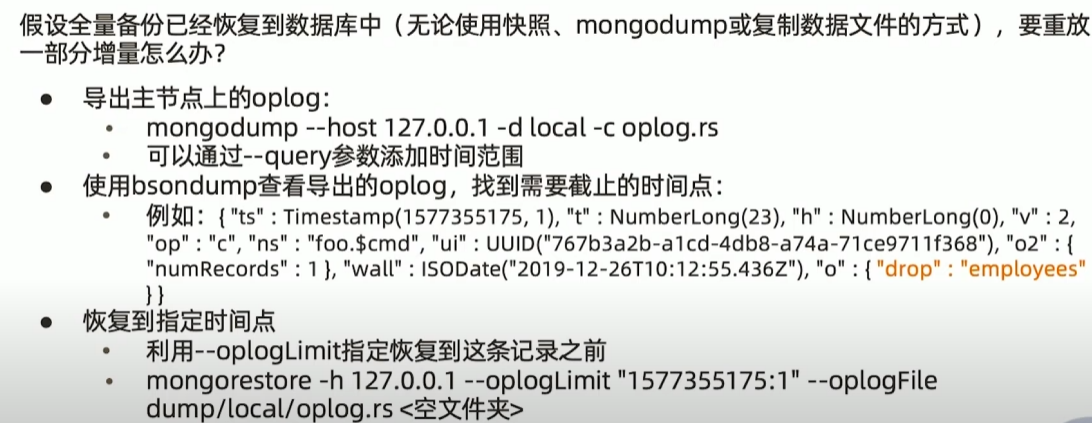 假设全量备份已经恢复到数据库中（无论使用快照、mongodump或复制数据文件的方式），要重放
一部分增量怎么办？
● 导出主节点上的oplog：
• mongodump --host 127.0.0.1 -d local -c oplog.rs
• 可以通过--query参数添加时间范围
● 使用bsondump查看导出的oplog，找到需要截止的时间点：
• 例如：{ "ts" : Timestamp(1577355175, 1), "t" : NumberLong(23), "h" : NumberLong(0), "v" : 2,
"op" : "c", "ns" : "foo.$cmd", "ui" : UUID("767b3a2b-a1cd-4db8-a74a-71ce9711f368"), "o2" : {
"numRecords" : 1 }, "wall" : ISODate("2019-12-26T10:12:55.436Z"), "o" : { "drop" : "employees"
} }
● 恢复到指定时间点
• 利用--oplogLimit指定恢复到这条记录之前
• mongorestore -h 127.0.0.1 --oplogLimit "1577355175:1" --oplogFile
dump/local/oplog.rs <空文件夹>